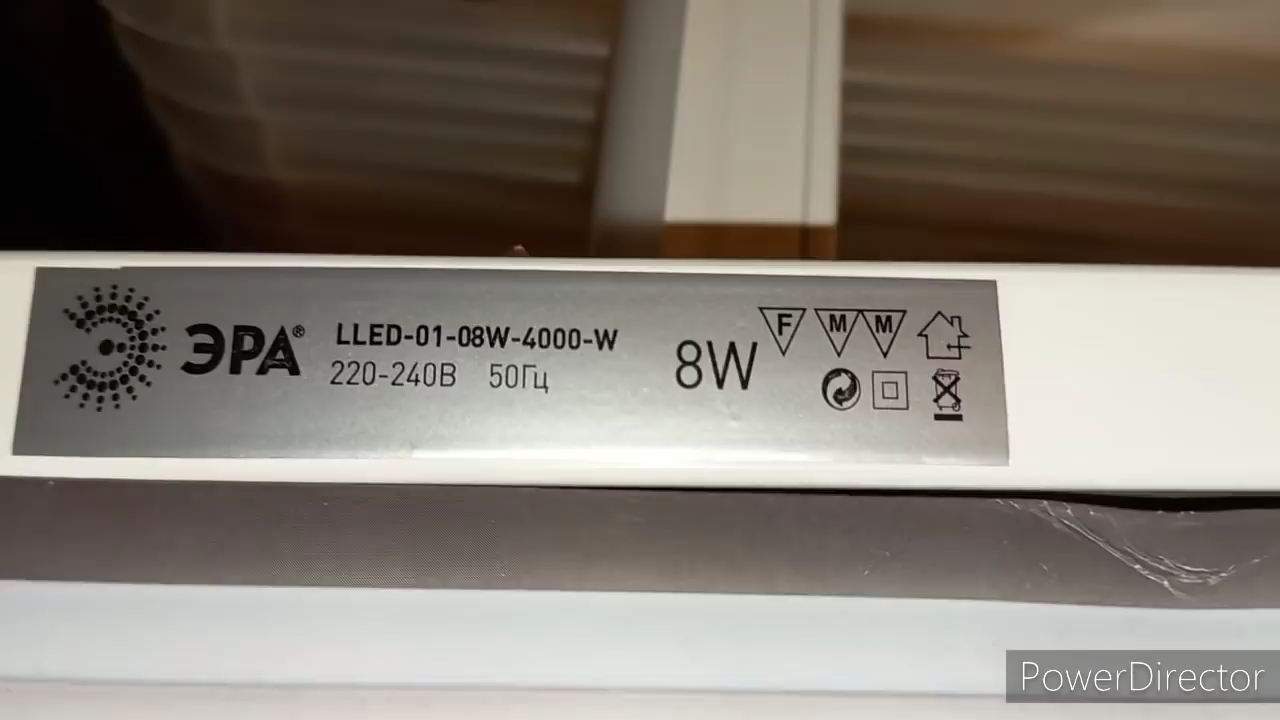 ЭРА®
LLED-01-08W-4000-W
220-240В 50Гц
8W
F M M
PowerDirector